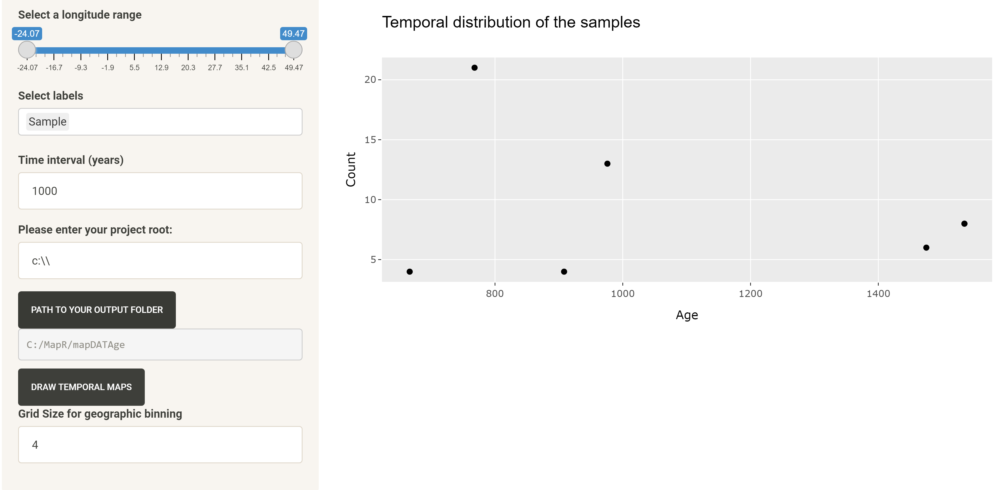 Select a longitude range
-24.07 49.47
-24.07 -16.7 -9.3 -1.9 5.5 12.9 20.3 27.7 35.1 42.5 49.47
Select labels
Sample
Time interval (years)
1000
Please enter your project root:
c:\\
PATH TO YOUR OUTPUT FOLDER
C:/MapR/mapDATAge
DRAW TEMPORAL MAPS
Grid Size for geographic binning
4
Temporal distribution of the samples
Count
20
15
10
5
800 1000 1200 1400
Age